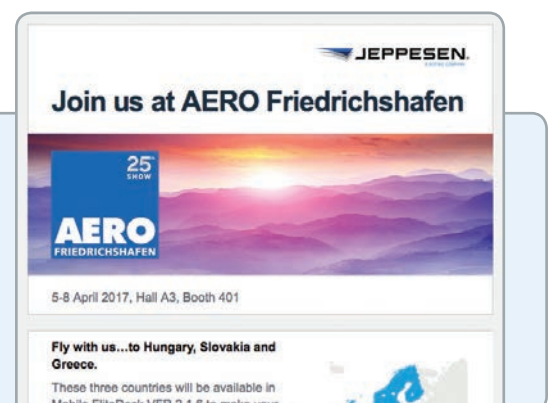 JEPPESEN.
Join us at AERO Friedrichshafen
25th
SHOW
AERO
FRIEDRICHSHAFEN
5-8 April 2017, Hall A3, Booth 401
Fly with us...to Hungary, Slovakia and
Greece.
These three countries will be available in